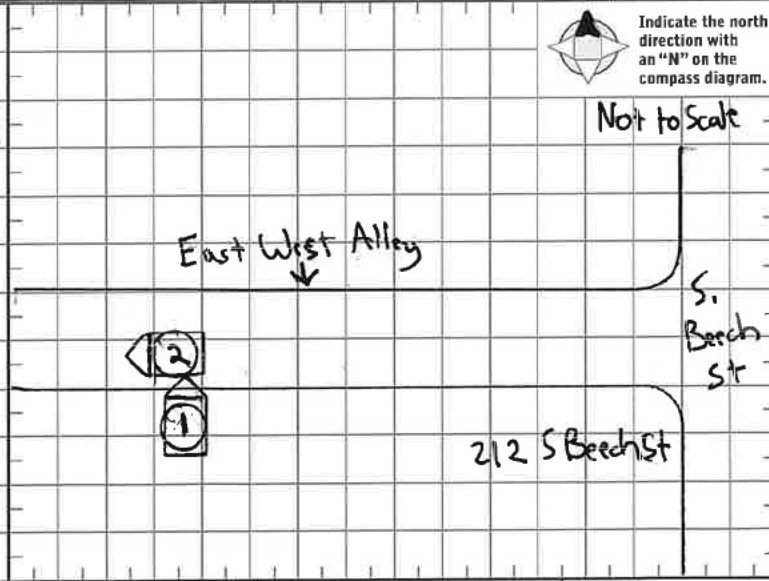 Indicate the north
direction with
an "N" on the
compass diagram.
Not to Scale
East West Alley
S.
Beech
St
2
1
212 S Beech St